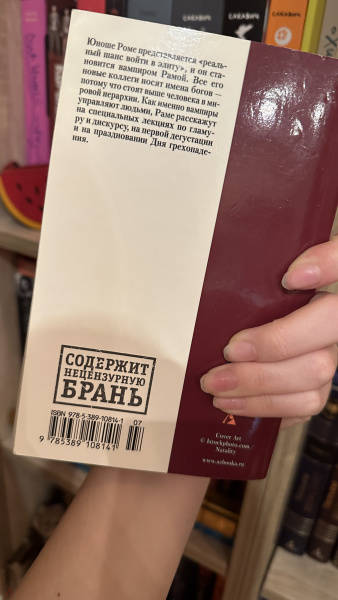 Юноше Роме представляется «реаль-
ный шанс войти в элиту», и он ста-
новится вампиром Рамой. Все его
новые коллеги носят имена богов —
потому что стоят выше человека в ми-
ровой иерархии. Как именно вампиры
управляют людьми, Раме расскажут
на специальных лекциях по гламу-
ру и дискурсу, на первой дегустации
и на праздновании Дня грехопаде-
ния.
СОДЕРЖИТ
НЕЦЕНЗУРНУЮ
БРАНЬ
ISBN 978-5-389-10814-1
07
9 785389 108141
Cover Art
© Istockphoto.com/
Natality
www.azbooka.ru